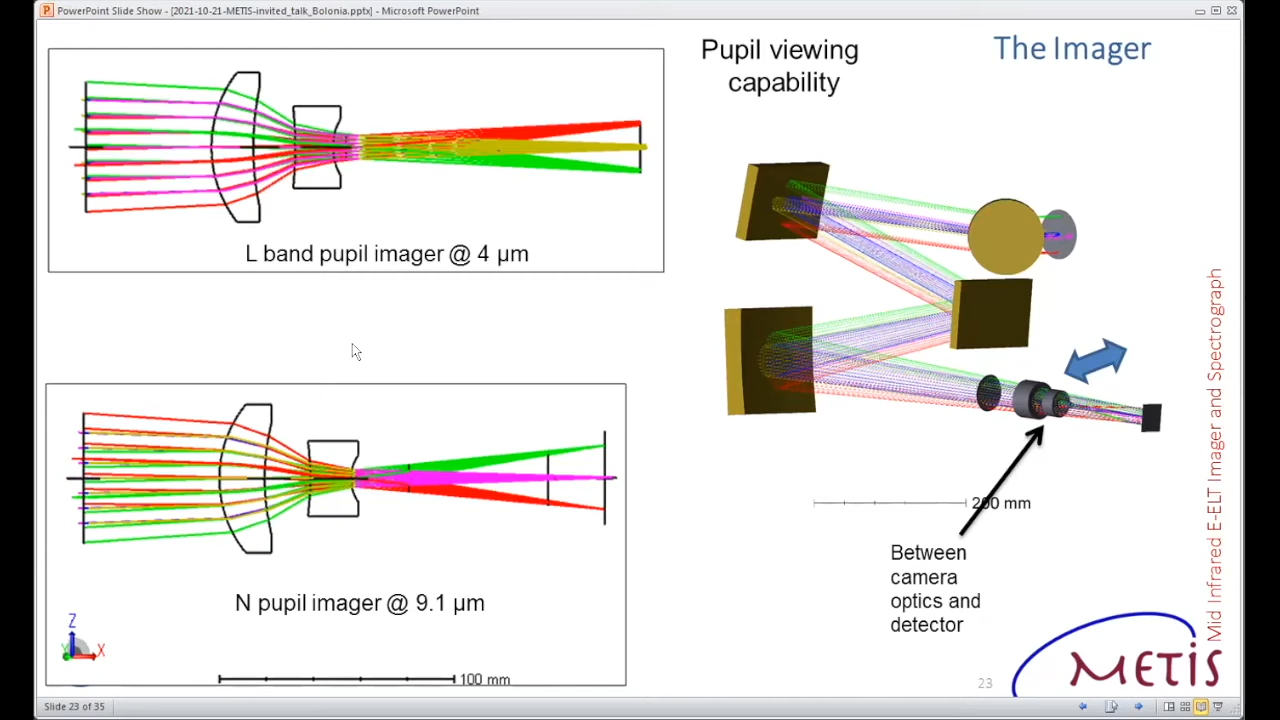 PowerPoint Slide Show - [2021-10-21-METIS-invited_talk_Bolonia.pptx] - Microsoft PowerPoint
The Imager
Pupil viewing
capability
L band pupil imager @ 4 µm
N pupil imager @ 9.1 µm
Z
Y
X
100 mm
200 mm
Between
camera
optics and
detector
Mid Infrared E-ELT Imager and Spectrograph
METIS
23
Slide 23 of 35